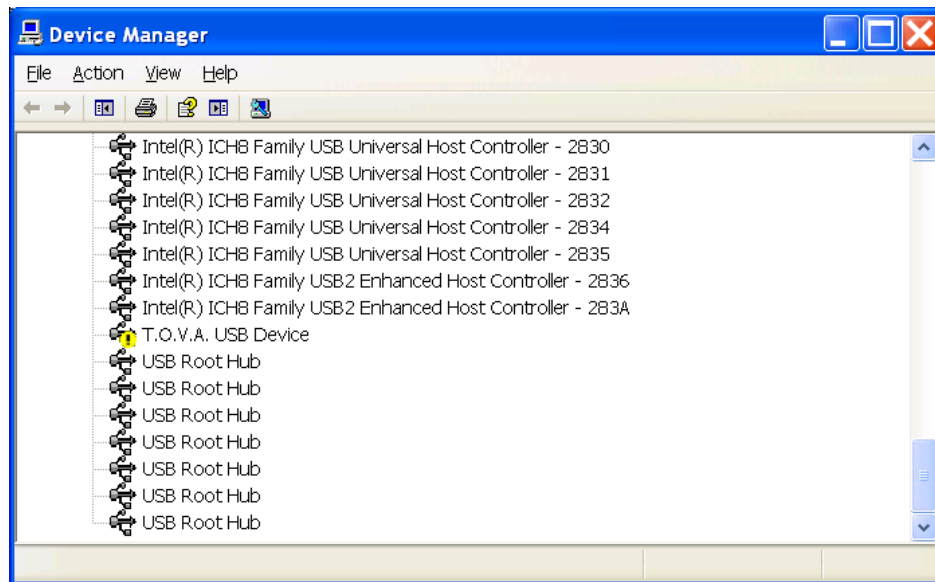 Device Manager
File Action View Help
Intel(R) ICH8 Family USB Universal Host Controller - 2830
Intel(R) ICH8 Family USB Universal Host Controller - 2831
Intel(R) ICH8 Family USB Universal Host Controller - 2832
Intel(R) ICH8 Family USB Universal Host Controller - 2834
Intel(R) ICH8 Family USB Universal Host Controller - 2835
Intel(R) ICH8 Family USB2 Enhanced Host Controller - 2836
Intel(R) ICH8 Family USB2 Enhanced Host Controller - 283A
T.O.V.A. USB Device
USB Root Hub
USB Root Hub
USB Root Hub
USB Root Hub
USB Root Hub
USB Root Hub
USB Root Hub